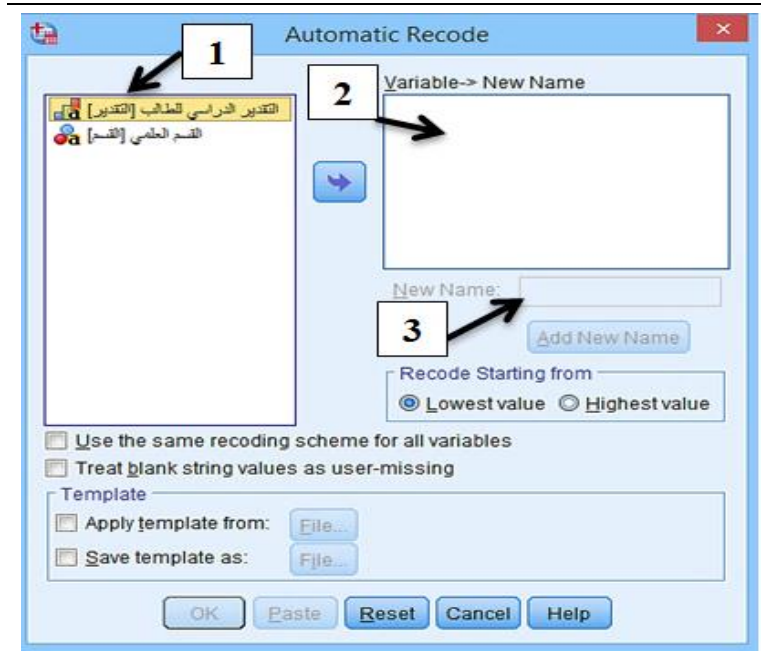 Automatic Recode
1
2
3
التقدير الدراسي للطالب [التقدير]
القسم العلمي [القسم]
Variable-> New Name
New Name:
Add New Name
Recode Starting from
Lowest value Highest value
Use the same recoding scheme for all variables
Treat blank string values as user-missing
Template
Apply template from: File...
Save template as: File...
OK Paste Reset Cancel Help